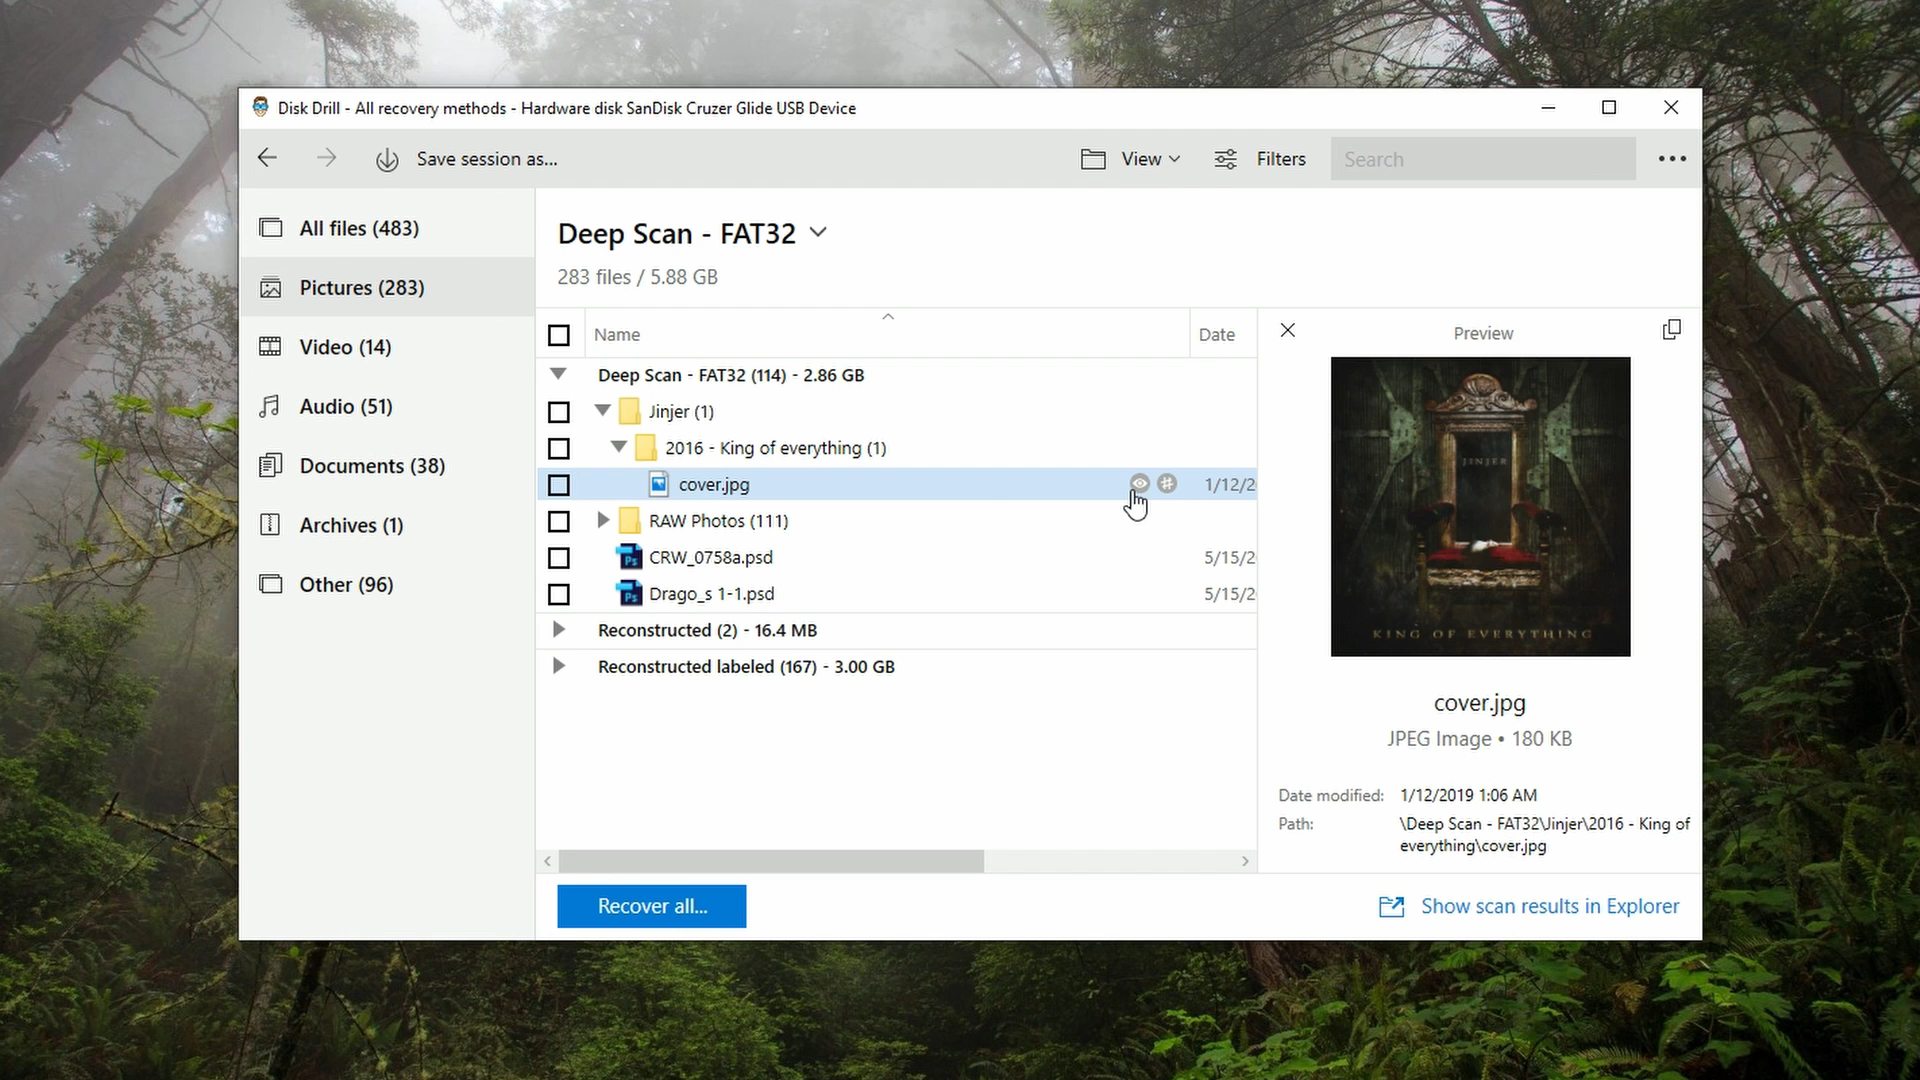 Disk Drill - All recovery methods - Hardware disk SanDisk Cruzer Glide USB Device
Save session as...
View
Filters
Search
All files (483)
Pictures (283)
Video (14)
Audio (51)
Documents (38)
Archives (1)
Other (96)
Deep Scan - FAT32
283 files / 5.88 GB
Name
Date
Deep Scan - FAT32 (114) - 2.86 GB
Jinjer (1)
2016 - King of everything (1)
cover.jpg
1/12/2
RAW Photos (111)
CRW_0758a.psd
5/15/2
Drago_s 1-1.psd
5/15/2
Reconstructed (2) - 16.4 MB
Reconstructed labeled (167) - 3.00 GB
Recover all...
Preview
JINJER
KING OF EVERYTHING
cover.jpg
JPEG Image • 180 KB
Date modified: 1/12/2019 1:06 AM
Path: \Deep Scan - FAT32\Jinjer\2016 - King of
everything\cover.jpg
Show scan results in Explorer